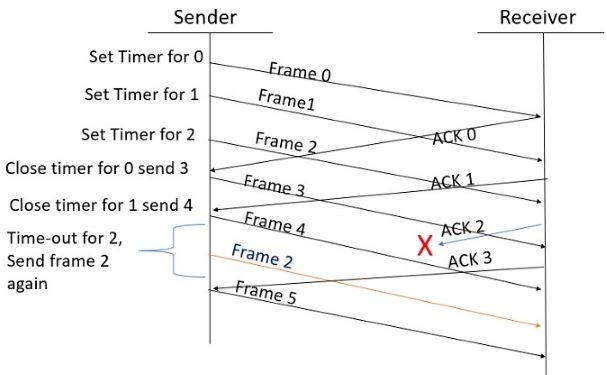 Sender
Receiver
Set Timer for 0
Frame 0
Set Timer for 1
Frame1
ACK 0
Set Timer for 2
Frame 2
Close timer for 0 send 3
Frame 3
ACK 1
Close timer for 1 send 4
Frame 4
ACK 2
X
Time-out for 2,
Send frame 2
again
Frame 2
ACK 3
Frame 5